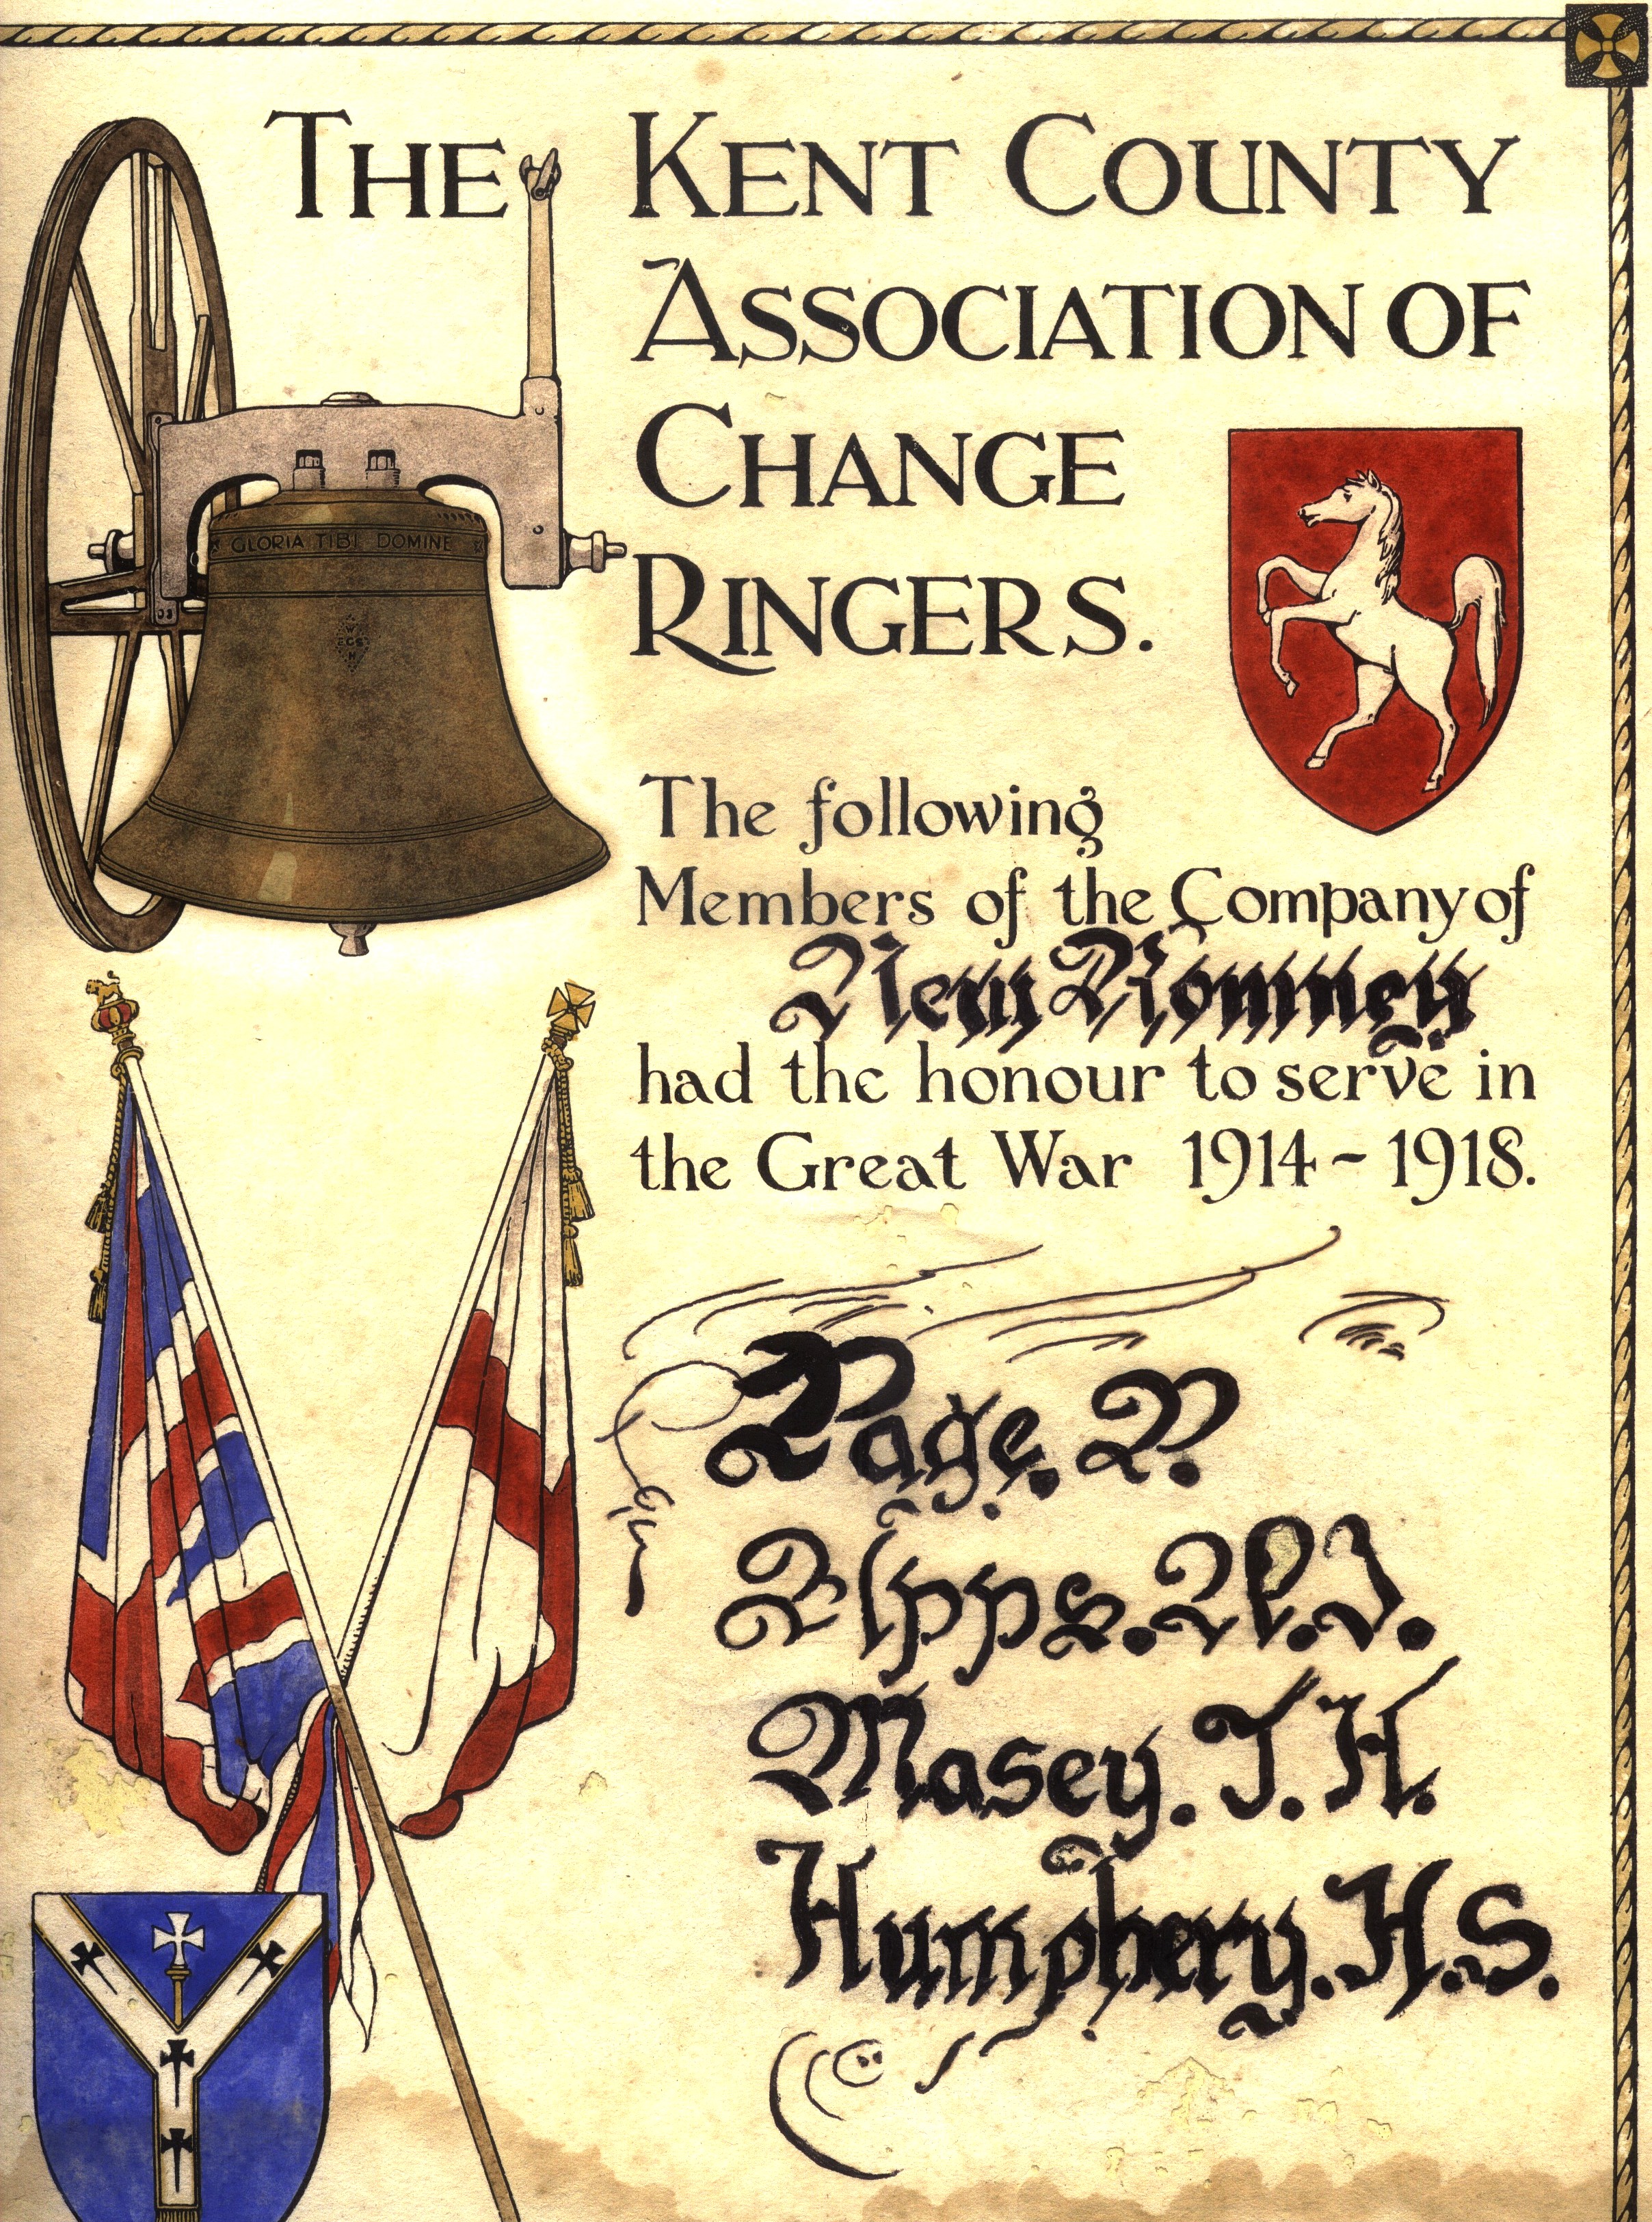 THE KENT COUNTY
ASSOCIATION OF
CHANGE
RINGERS.
GLORIA TIBI DOMINE
The following
Members of the Company of
New Romney
had the honour to serve in
the Great War 1914 - 1918.
Page. P.
Apps.
Masey. T. H.
Humphery. H. S.